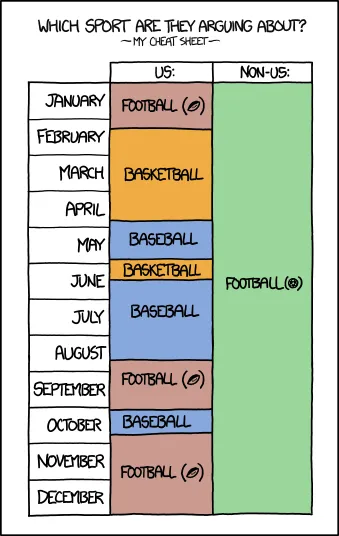 WHICH SPORT ARE THEY ARGUING ABOUT?
—MY CHEAT SHEET—
US: NON-US:
JANUARY FOOTBALL ( )
FEBRUARY
MARCH BASKETBALL
APRIL
MAY BASEBALL
JUNE BASKETBALL
FOOTBALL( )
JULY BASEBALL
AUGUST
SEPTEMBER FOOTBALL ( )
OCTOBER BASEBALL
NOVEMBER
FOOTBALL ( )
DECEMBER